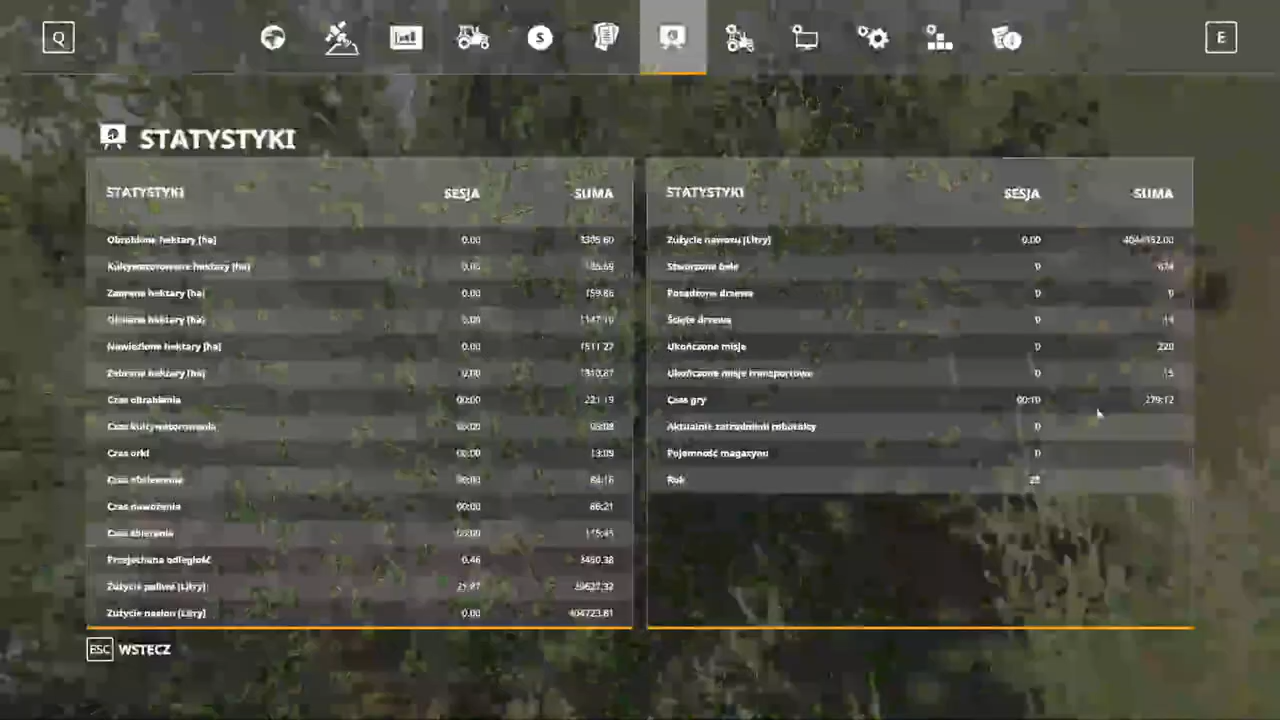 Q
E
STATYSTYKI
STATYSTYKI SESJA SUMA
Obrobione hektary [ha] 0.00
Kultywatorowane hektary [ha] 0.00
Zaorane hektary [ha] 0.00 159.86
Obsiane hektary [ha] 0.00
Nawiezione hektary [ha] 0.00 1511.27
Zebrane hektary [ha] 0.00
Czas obrabiania 00:00 221:19
Czas kultywatorowania 00:00
Czas orki 00:00 13:09
Czas obsiewania 00:00
Czas nawożenia 00:00 86:21
Czas zbierania 00:00
Przejechana odległość 0.46 3450.38
Zużycie paliwa [Litry]
Zużycie nasion [Litry] 0.00 404723.81
STATYSTYKI SESJA SUMA
Zużycie nawozu [Litry] 0.00
Stworzone bele 0
Posadzone drzewa 0 0
Ścięte drzewa 0
Ukończone misje 0 220
Ukończone misje transportowe 0 15
Czas gry 00:10 279:12
Aktualnie zatrudnieni robotnicy 0
Pojemność magazynu 0
Rok
ESC WSTECZ